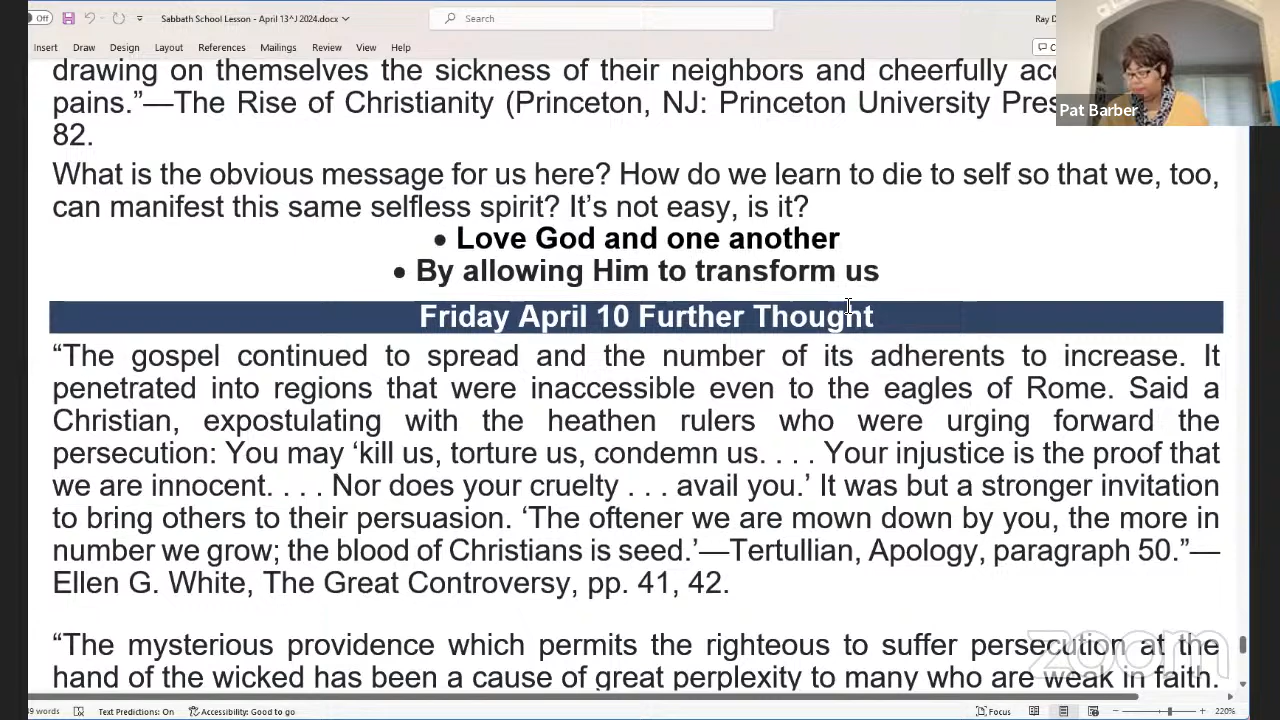 Off
Sabbath School Lesson - April 13^J 2024.docx
Search
Ray D
Insert Draw Design Layout References Mailings Review View Help
Pat Barber
drawing on themselves the sickness of their neighbors and cheerfully
pains.”—The Rise of Christianity (Princeton, NJ: Princeton University
82.
What is the obvious message for us here? How do we learn to die to self so that we, too,
can manifest this same selfless spirit? It’s not easy, is it?
• Love God and one another
• By allowing Him to transform us
Friday April 10 Further Thought
“The gospel continued to spread and the number of its adherents to increase. It
penetrated into regions that were inaccessible even to the eagles of Rome. Said a
Christian, expostulating with the heathen rulers who were urging forward the
persecution: You may ‘kill us, torture us, condemn us. . . . Your injustice is the proof that
we are innocent. . . . Nor does your cruelty . . . avail you.’ It was but a stronger invitation
to bring others to their persuasion. ‘The oftener we are mown down by you, the more in
number we grow; the blood of Christians is seed.’—Tertullian, Apology, paragraph 50.”—
Ellen G. White, The Great Controversy, pp. 41, 42.
“The mysterious providence which permits the righteous to suffer persecution at the
hand of the wicked has been a cause of great perplexity to many who are weak in faith.
zoom
words Text Predictions: On Accessibility: Good to go Focus 220%